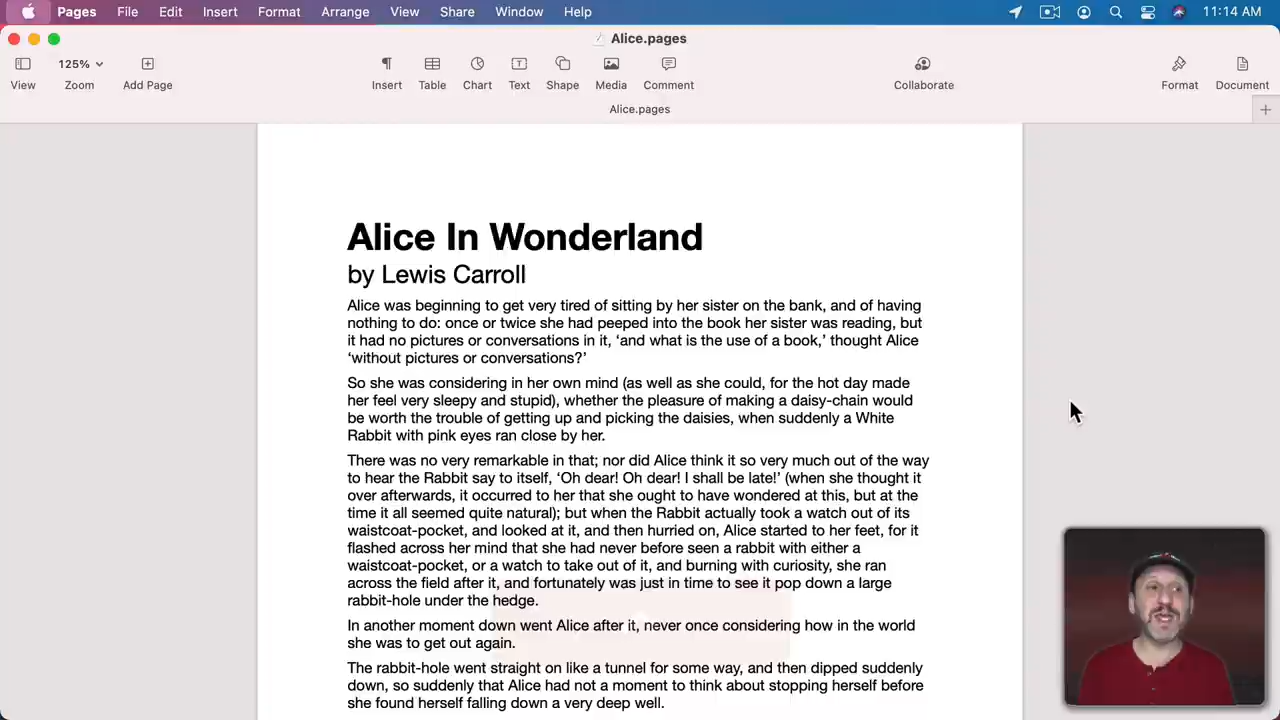 Pages File Edit Insert Format Arrange View Share Window Help 11:14 AM
Alice.pages
125%
View Zoom Add Page Insert Table Chart Text Shape Media Comment Collaborate Format Document
Alice.pages
Alice In Wonderland
by Lewis Carroll
Alice was beginning to get very tired of sitting by her sister on the bank, and of having
nothing to do: once or twice she had peeped into the book her sister was reading, but
it had no pictures or conversations in it, ‘and what is the use of a book,’ thought Alice
‘without pictures or conversations?’
So she was considering in her own mind (as well as she could, for the hot day made
her feel very sleepy and stupid), whether the pleasure of making a daisy-chain would
be worth the trouble of getting up and picking the daisies, when suddenly a White
Rabbit with pink eyes ran close by her.
There was no very remarkable in that; nor did Alice think it so very much out of the way
to hear the Rabbit say to itself, ‘Oh dear! Oh dear! I shall be late!’ (when she thought it
over afterwards, it occurred to her that she ought to have wondered at this, but at the
time it all seemed quite natural); but when the Rabbit actually took a watch out of its
waistcoat-pocket, and looked at it, and then hurried on, Alice started to her feet, for it
flashed across her mind that she had never before seen a rabbit with either a
waistcoat-pocket, or a watch to take out of it, and burning with curiosity, she ran
across the field after it, and fortunately was just in time to see it pop down a large
rabbit-hole under the hedge.
In another moment down went Alice after it, never once considering how in the world
she was to get out again.
The rabbit-hole went straight on like a tunnel for some way, and then dipped suddenly
down, so suddenly that Alice had not a moment to think about stopping herself before
she found herself falling down a very deep well.